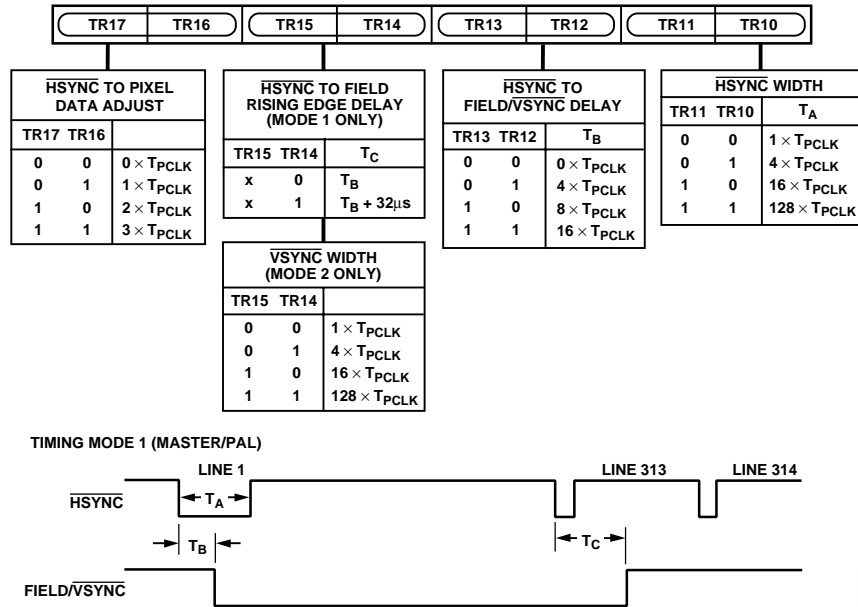 TR17 TR16 TR15 TR14 TR13 TR12 TR11 TR10
HSYNC TO PIXEL
DATA ADJUST
TR17 TR16
0 0 0 × TPCLK
0 1 1 × TPCLK
1 0 2 × TPCLK
1 1 3 × TPCLK
HSYNC TO FIELD
RISING EDGE DELAY
(MODE 1 ONLY)
TR15 TR14 TC
x 0 TB
x 1 TB + 32µs
VSYNC WIDTH
(MODE 2 ONLY)
TR15 TR14
0 0 1 × TPCLK
0 1 4 × TPCLK
1 0 16 × TPCLK
1 1 128 × TPCLK
HSYNC TO
FIELD/VSYNC DELAY
TR13 TR12 TB
0 0 0 × TPCLK
0 1 4 × TPCLK
1 0 8 × TPCLK
1 1 16 × TPCLK
HSYNC WIDTH
TR11 TR10 TA
0 0 1 × TPCLK
0 1 4 × TPCLK
1 0 16 × TPCLK
1 1 128 × TPCLK
TIMING MODE 1 (MASTER/PAL)
LINE 1 LINE 313 LINE 314
HSYNC TA
TB TC
FIELD/VSYNC